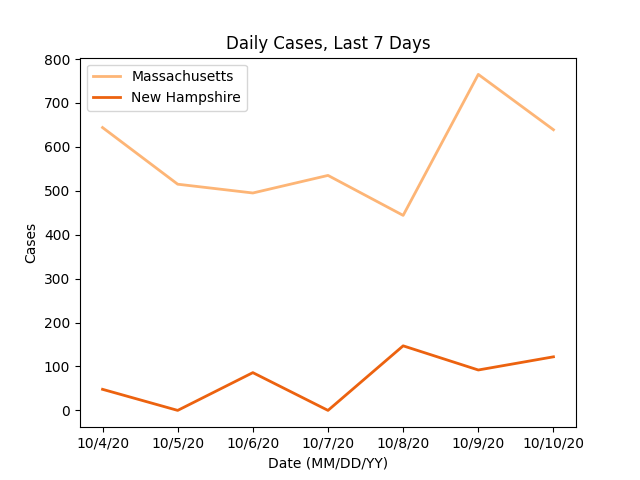 Daily Cases, Last 7 Days
Massachusetts
New Hampshire
800
700
600
500
400
300
200
100
0
Cases
10/4/20 10/5/20 10/6/20 10/7/20 10/8/20 10/9/20 10/10/20
Date (MM/DD/YY)